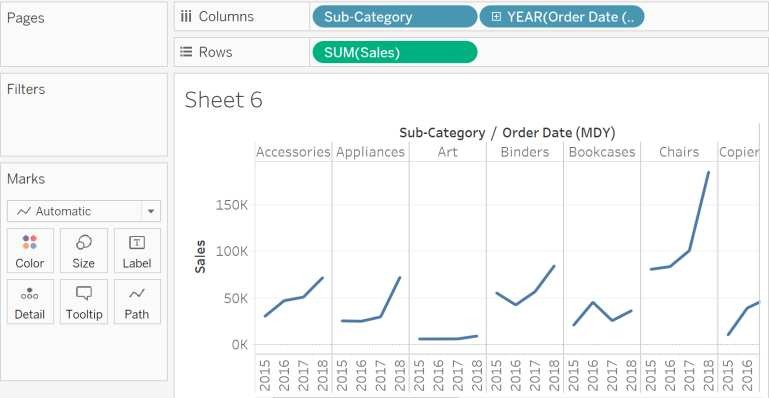 Pages
Columns
Sub-Category
YEAR(Order Date (..
Rows
SUM(Sales)
Filters
Marks
Automatic
Color
Size
T
Label
Detail
Tooltip
Path
Sheet 6
Sub-Category / Order Date (MDY)
Accessories Appliances Art Binders Bookcases Chairs Copier
Sales
150K
100K
50K
0K
2015 2016 2017 2018 2015 2016 2017 2018 2015 2016 2017 2018 2015 2016 2017 2018 2015 2016 2017 2018 2015 2016 2017 2018 2015 2016